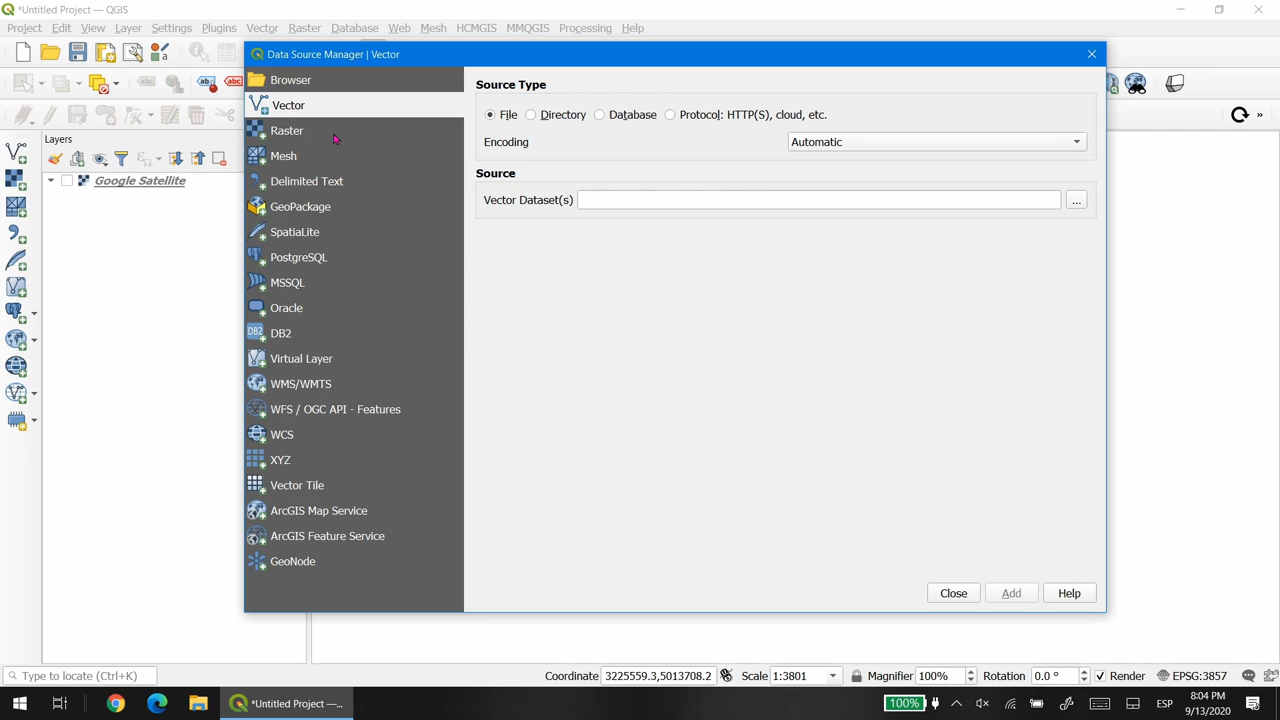 *Untitled Project — QGIS
Project Edit View Layer Settings Plugins Vector Raster Database Web Mesh HCMGIS MMQGIS Processing Help
Data Source Manager | Vector
Browser
Vector
Raster
Mesh
Delimited Text
GeoPackage
SpatiaLite
PostgreSQL
MSSQL
Oracle
DB2
DB2
Virtual Layer
WMS/WMTS
WFS / OGC API - Features
WCS
XYZ
Vector Tile
ArcGIS Map Service
ArcGIS Feature Service
GeoNode
Source Type
File Directory Database Protocol: HTTP(S), cloud, etc.
Encoding Automatic
Source
Vector Dataset(s) ...
Close Add Help
abc abc abc
»
Layers
Google Satellite
Type to locate (Ctrl+K) Coordinate 3225559.3,5013708.2 Scale 1:3801 Magnifier 100% Rotation 0.0 ° Render EPSG:3857
*Untitled Project —... 100% ESP 8:04 PM
9/13/2020